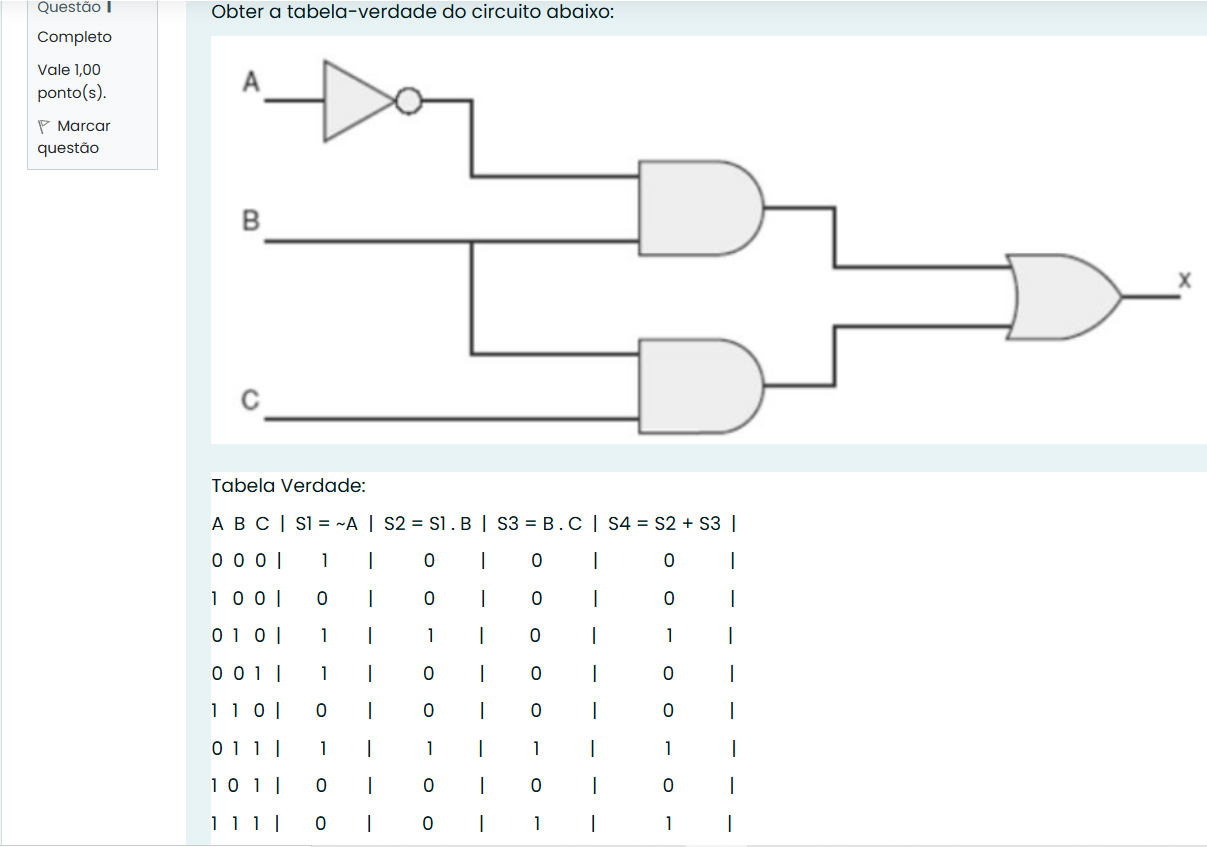 Questão 1
Completo
Vale 1,00
ponto(s).
Marcar
questão
Obter a tabela-verdade do circuito abaixo:
A
B
C
X
Tabela Verdade:
A B C | S1 = ~A | S2 = S1 . B | S3 = B . C | S4 = S2 + S3 |
0 0 0 | 1 | 0 | 0 | 0 |
1 0 0 | 0 | 0 | 0 | 0 |
0 1 0 | 1 | 1 | 0 | 1 |
0 0 1 | 1 | 0 | 0 | 0 |
1 1 0 | 0 | 0 | 0 | 0 |
0 1 1 | 1 | 1 | 1 | 1 |
1 0 1 | 0 | 0 | 0 | 0 |
1 1 1 | 0 | 0 | 1 | 1 |